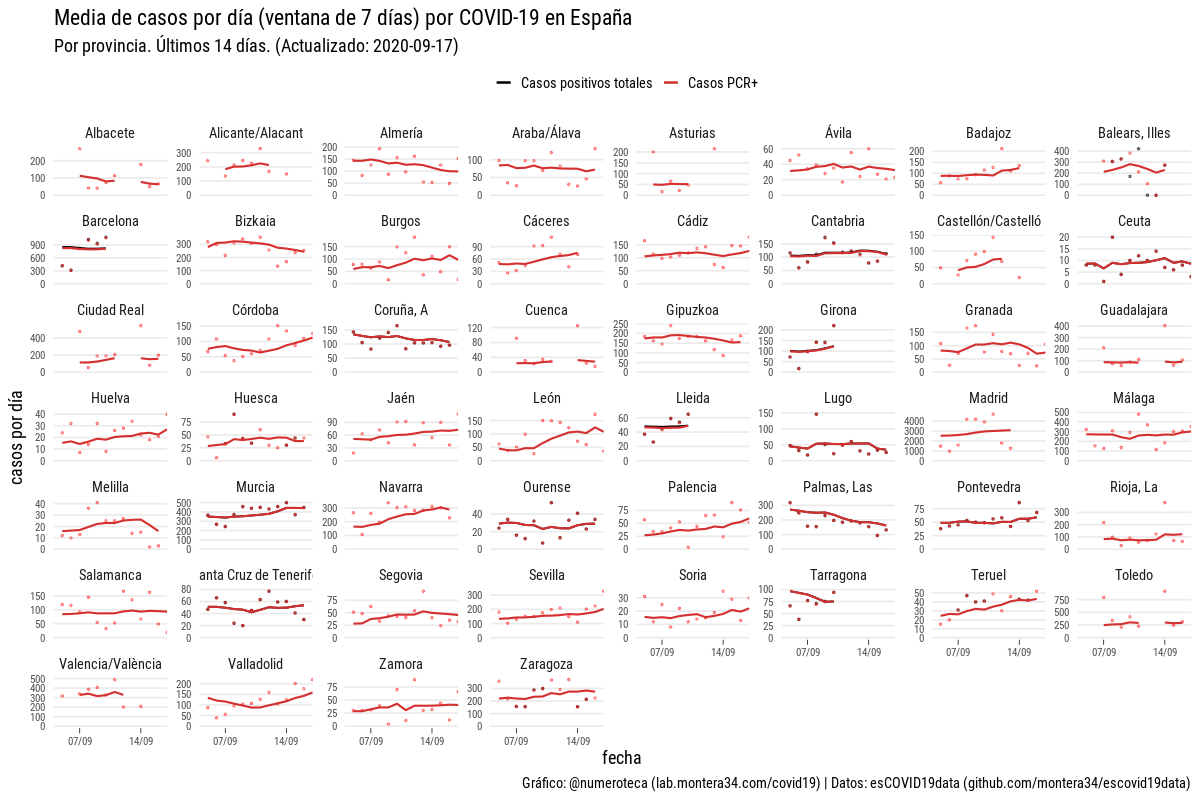 Media de casos por día (ventana de 7 días) por COVID-19 en España
Por provincia. Últimos 14 días. (Actualizado: 2020-09-17)
Casos positivos totales Casos PCR+
casos por día
Albacete Alicante/Alacant Almería Araba/Álava Asturias Ávila Badajoz Balears, Illes
200 100 0
300 200 100 0
200 150 100 50 0
100 50 0
200 150 100 50 0
60 40 20 0
200 150 100 50 0
400 300 200 100 0
Barcelona Bizkaia Burgos Cáceres Cádiz Cantabria Castellón/Castelló Ceuta
900 600 300 0
300 200 100 0
150 100 50 0
90 60 30 0
150 100 50 0
150 100 50 0
150 100 50 0
20 15 10 5 0
Ciudad Real Córdoba Coruña, A Cuenca Gipuzkoa Girona Granada Guadalajara
400 200 0
150 100 50 0
150 100 50 0
120 80 40 0
250 200 150 100 50 0
200 150 100 50 0
150 100 50 0
400 300 200 100 0
Huelva Huesca Jaén León Lleida Lugo Madrid Málaga
40 30 20 10 0
75 50 25 0
100 75 50 25 0
150 100 50 0
60 40 20 0
150 100 50 0
4000 3000 2000 1000 0
500 400 300 200 100 0
Melilla Murcia Navarra Ourense Palencia Palmas, Las Pontevedra Rioja, La
40 30 20 10 0
500 400 300 200 100 0
300 200 100 0
40 20 0
75 50 25 0
300 200 100 0
100 50 0
300 200 100 0
Salamanca anta Cruz de Tenerif Segovia Sevilla Soria Tarragona Teruel Toledo
150 100 50 0
80 60 40 20 0
75 50 25 0
300 200 100 0
30 20 10 0
100 75 50 25 0
50 40 30 20 10 0
750 500 250 0
07/09 14/09 07/09 14/09 07/09 14/09 07/09 14/09
Valencia/València Valladolid Zamora Zaragoza
500 400 300 200 100 0
200 150 100 50 0
75 50 25 0
300 200 100 0
07/09 14/09 07/09 14/09 07/09 14/09 07/09 14/09
fecha
Gráfico: @numeroteca (lab.montera34.com/covid19) | Datos: esCOVID19data (github.com/montera34/escovid19data)